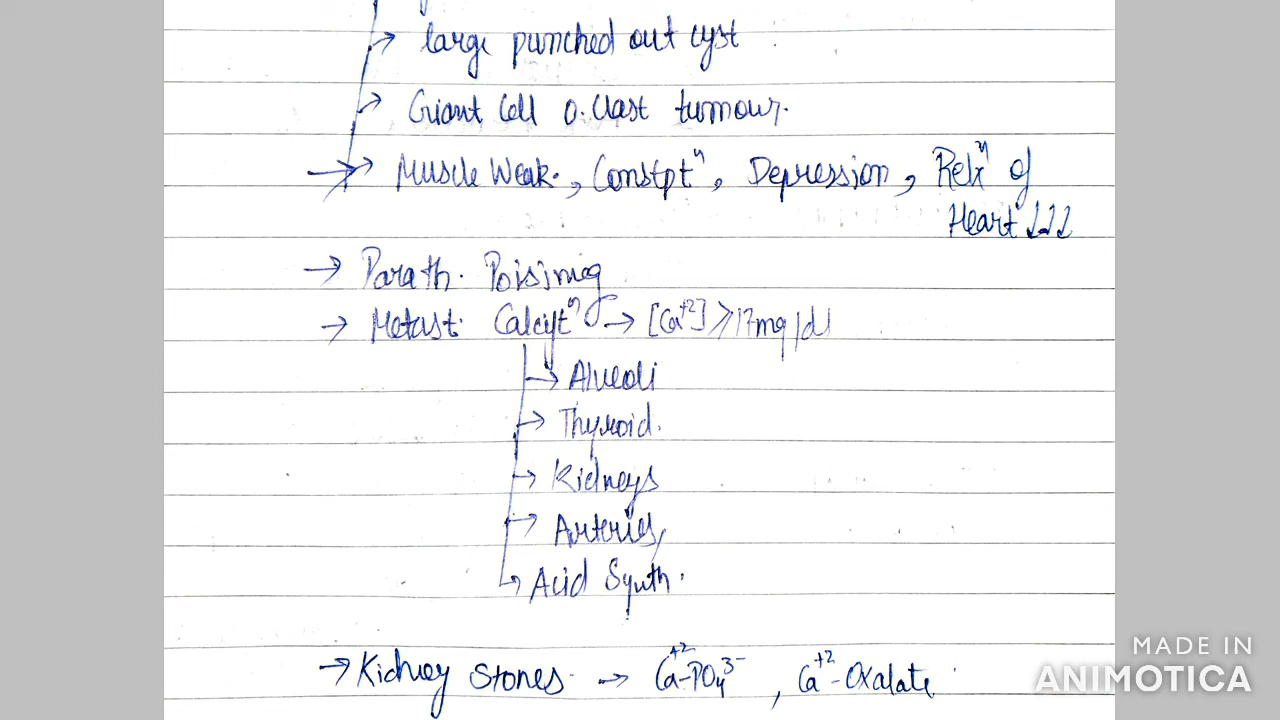 → large punched out cyst
→ Giant Cell O. Clast tumour.
→ Muscle Weak., Constptⁿ, Depression, Relxⁿ of
Heart ↓↓↓
→ Parath. Poisining
→ Metast. Calcifⁿ → [Ca⁺²] ≥ 17mg/dl
→ Alveoli
→ Thyroid.
→ Kidneys
→ Arteries,
→ Acid Synth.
→ Kidney Stones. → Ca⁺²-PO₄³⁻, Ca⁺²-Oxalate.
MADE IN
ANIMOTICA